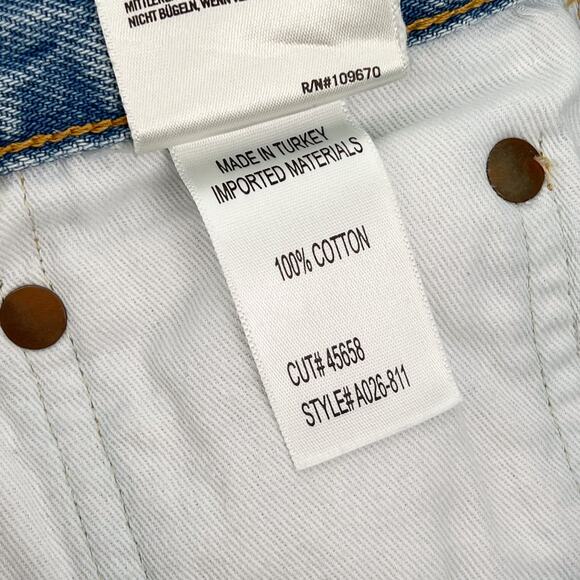 NICHT BÜGELN, WENN
R/N#109670
MADE IN TURKEY
IMPORTED MATERIALS
100% COTTON
CUT# 45658
STYLE# A026-811